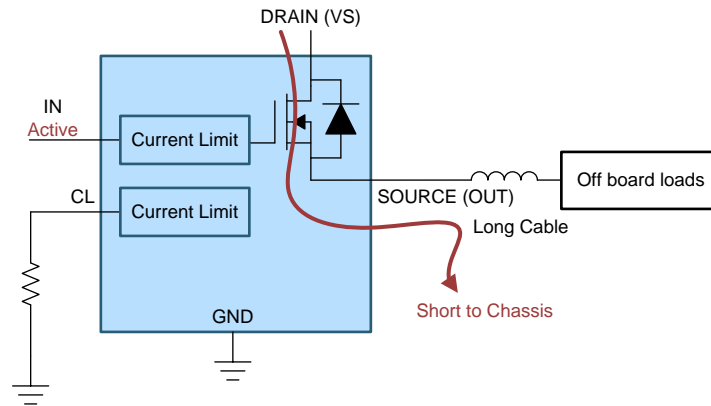 DRAIN (VS)
IN
Active
Current Limit
CL
Current Limit
SOURCE (OUT)
Long Cable
Off board loads
Short to Chassis
GND